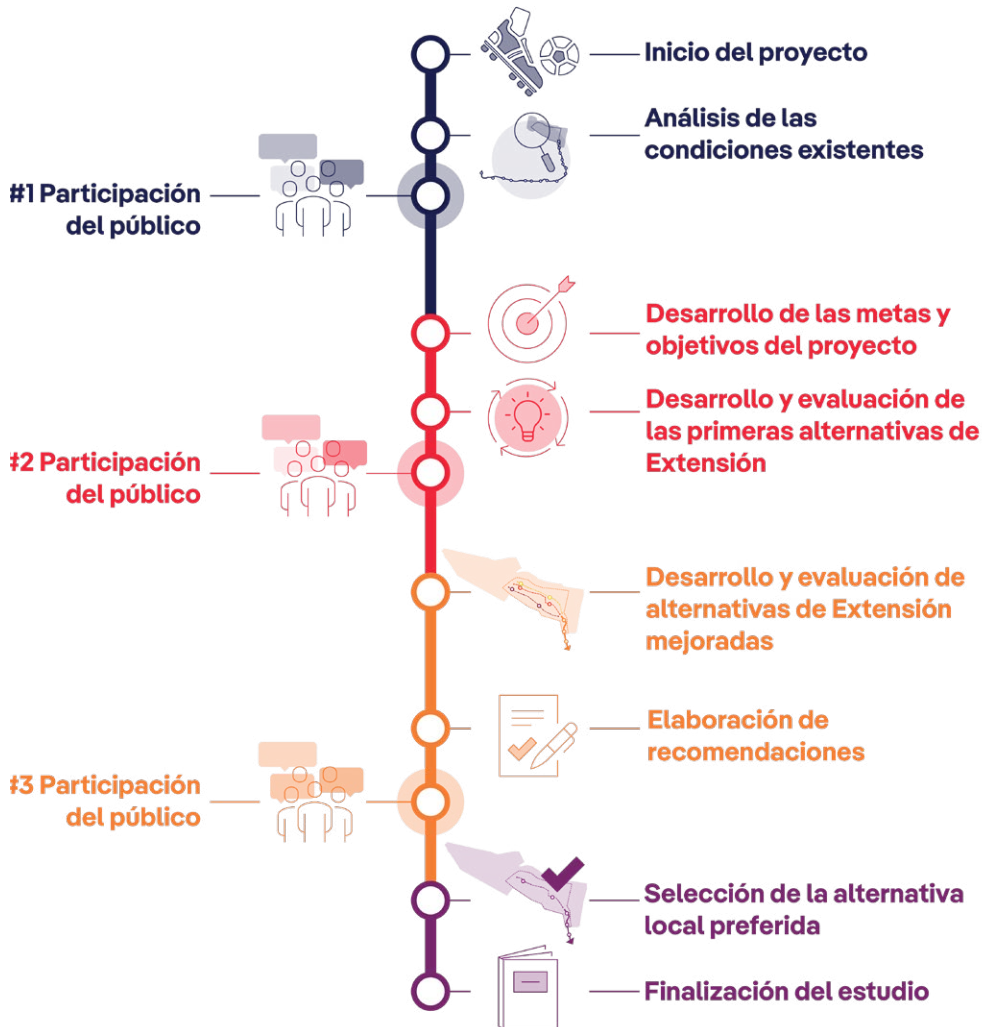 Inicio del proyecto
Análisis de las
condiciones existentes
#1 Participación
del público
Desarrollo de las metas y
objetivos del proyecto
Desarrollo y evaluación de
las primeras alternativas de
Extensión
#2 Participación
del público
Desarrollo y evaluación de
alternativas de Extensión
mejoradas
Elaboración de
recomendaciones
#3 Participación
del público
Selección de la alternativa
local preferida
Finalización del estudio